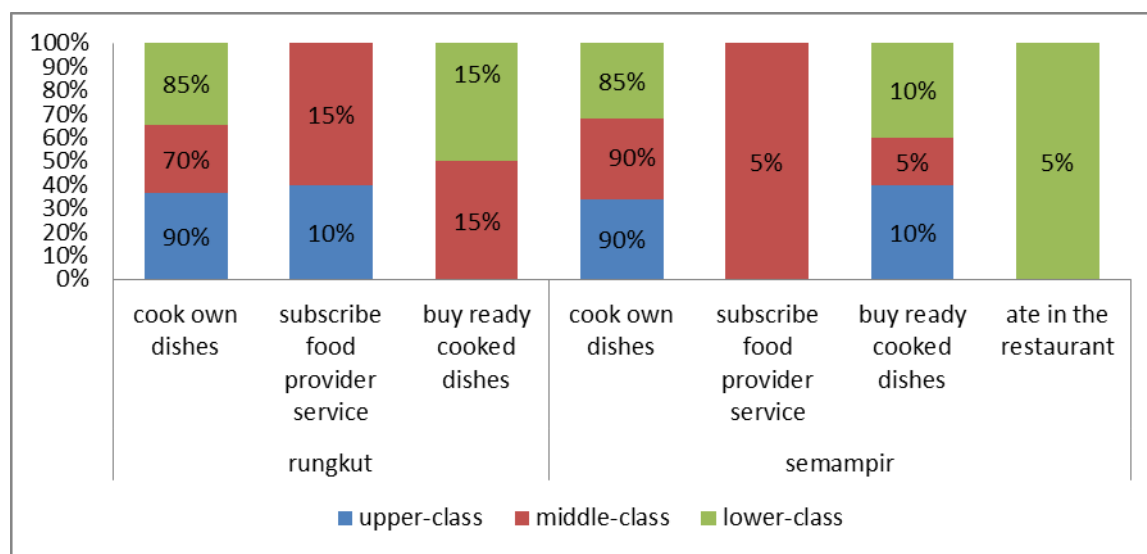 100%
90%
80%
70%
60%
50%
40%
30%
20%
10%
0%
85% 15% 85% 10%
15% 5% 5%
70% 90% 5%
15%
90% 10% 90% 10%
cook own subscribe buy ready cook own subscribe buy ready ate in the
dishes food cooked dishes food cooked restaurant
provider dishes provider dishes
service service
rungkut semampir
upper-class middle-class lower-class